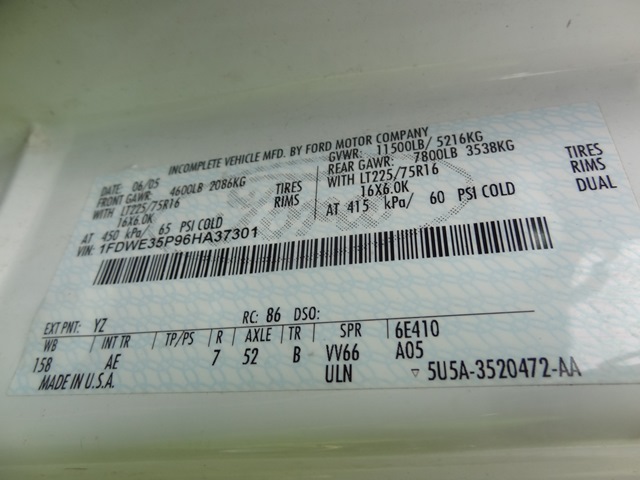 INCOMPLETE VEHICLE MFD. BY FORD MOTOR COMPANY
DATE: 06/05 GVWR: 11500LB/ 5216KG
FRONT GAWR: 4600LB 2086KG REAR GAWR: 7800LB 3538KG
WITH LT225/75R16 TIRES WITH LT225/75R16 TIRES
16X6.0K RIMS 16X6.0K RIMS
AT 450 kPa/ 65 PSI COLD AT 415 kPa/ 60 PSI COLD DUAL
VIN: 1FDWE35P96HA37301
Ford
EXT PNT: YZ RC: 86 DSO:
WB INT TR TP/PS R AXLE TR SPR 6E410
158 AE 7 52 B VV66 A05
MADE IN U.S.A. ULN ▽ 5U5A-3520472-AA